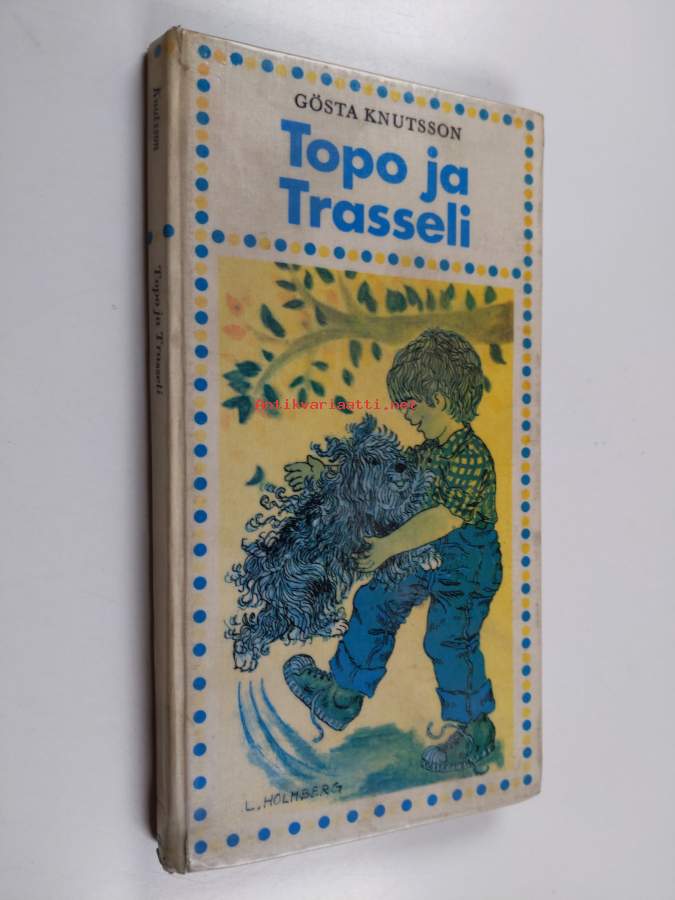 GÖSTA KNUTSSON
Topo ja
Trasseli
Knutsson
Topo ja Trasseli
Antikvariaatti.net
L. HOLMBERG